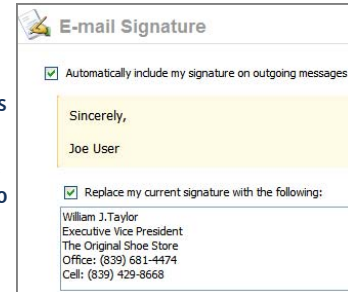 E-mail Signature
Automatically include my signature on outgoing messages
Sincerely,
Joe User
Replace my current signature with the following:
William J.Taylor
Executive Vice President
The Original Shoe Store
Office: (839) 681-4474
Cell: (839) 429-8668